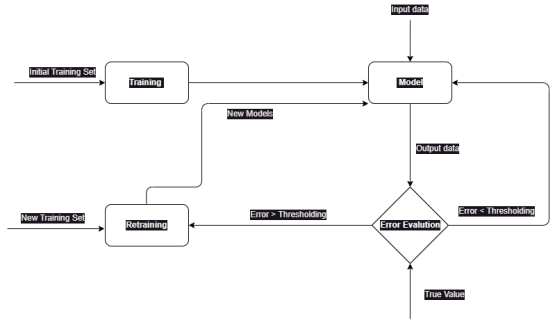 Input data
Initial Training Set
Training
Model
New Models
Output data
New Training Set
Retraining
Error > Thresholding
Error Evalution
Error < Thresholding
True Value